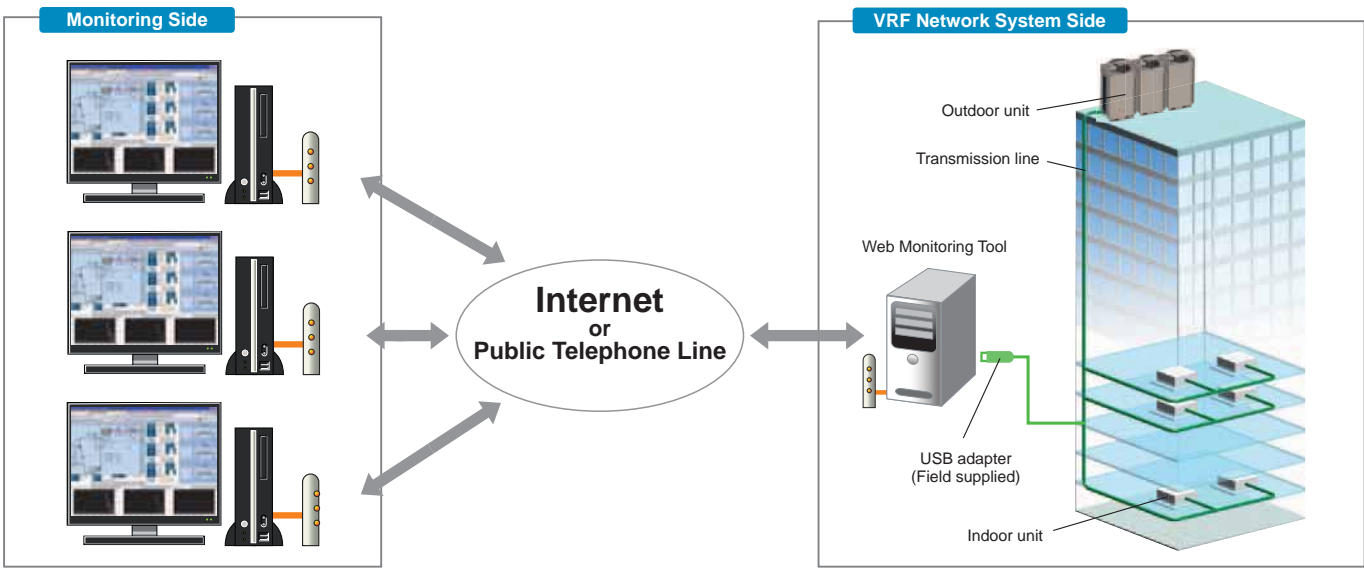 Monitoring Side
VRF Network System Side
Outdoor unit
Transmission line
Web Monitoring Tool
Internet
or
Public Telephone Line
USB adapter
(Field supplied)
Indoor unit